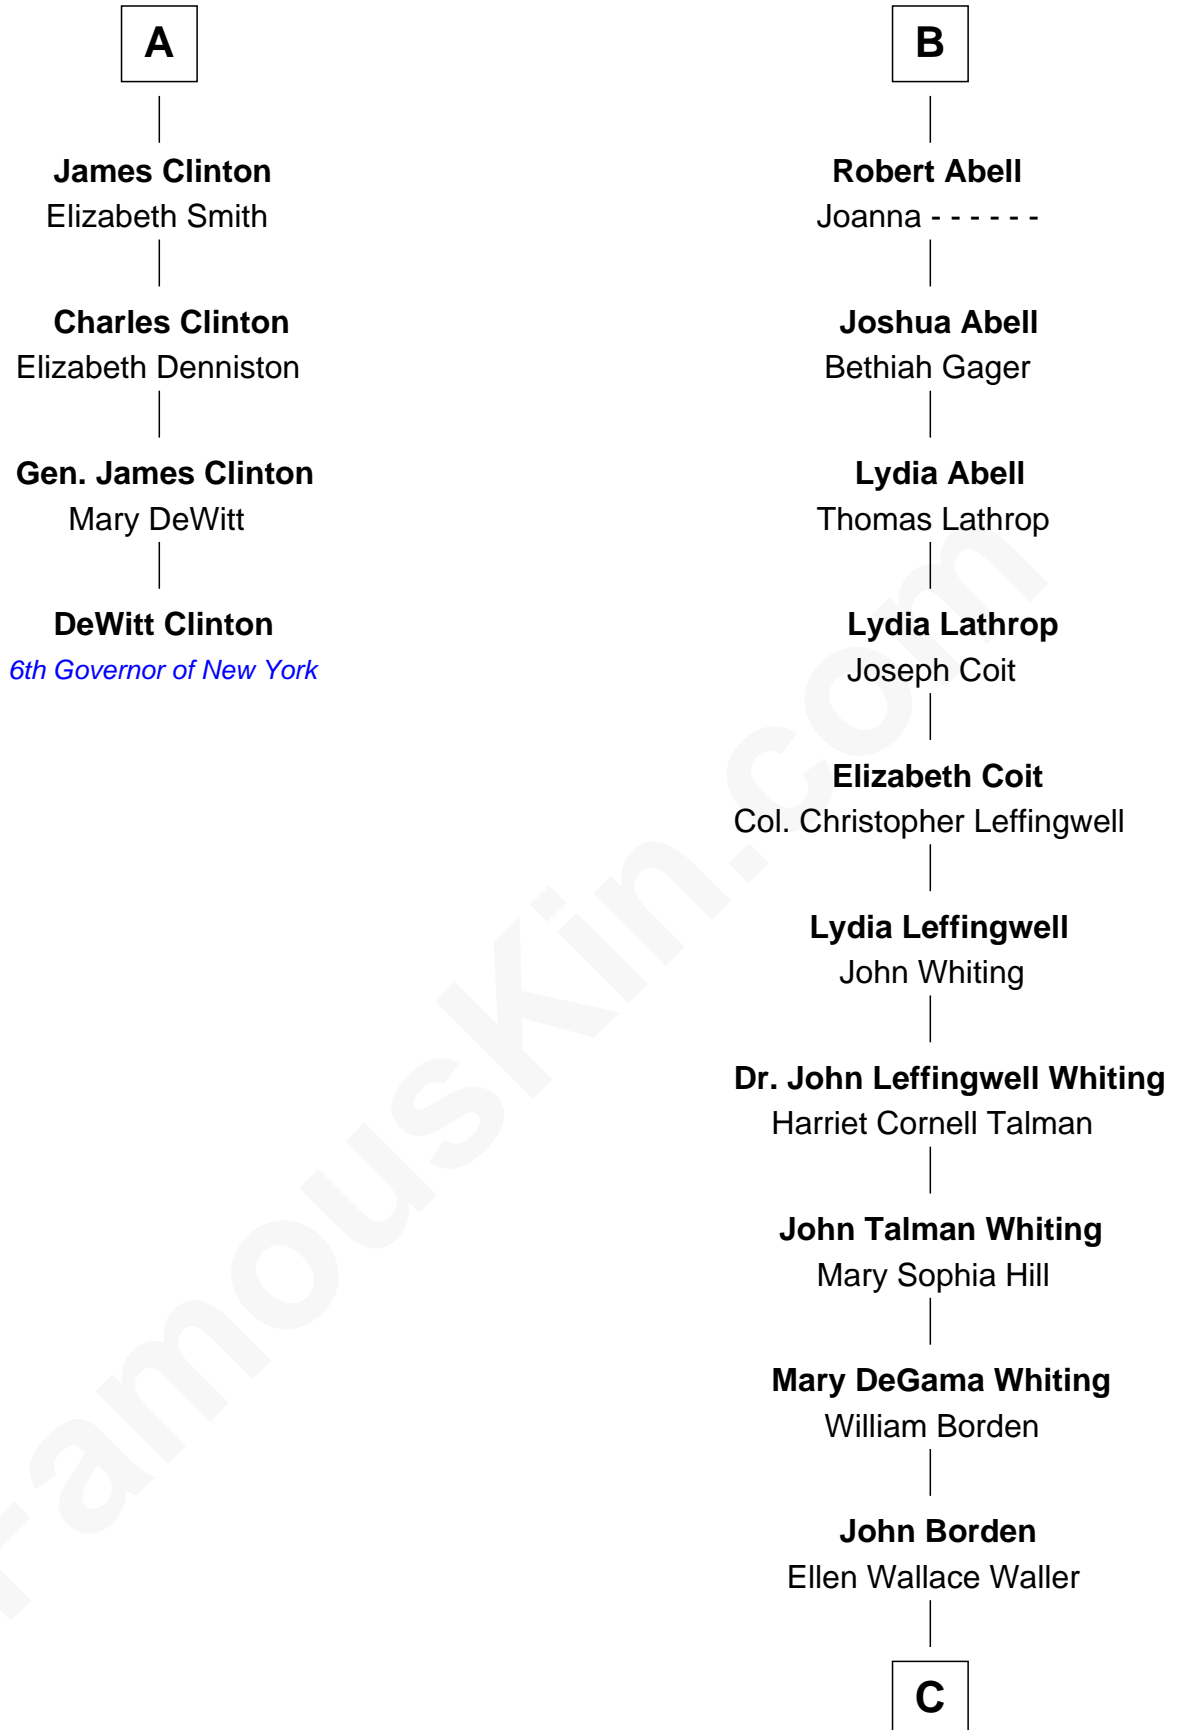 A
James Clinton
Elizabeth Smith
Charles Clinton
Elizabeth Denniston
Gen. James Clinton
Mary DeWitt
DeWitt Clinton
6th Governor of New York
B
Robert Abell
Joanna - - - - - -
Joshua Abell
Bethiah Gager
Lydia Abell
Thomas Lathrop
Lydia Lathrop
Joseph Coit
Elizabeth Coit
Col. Christopher Leffingwell
Lydia Leffingwell
John Whiting
Dr. John Leffingwell Whiting
Harriet Cornell Talman
John Talman Whiting
Mary Sophia Hill
Mary DeGama Whiting
William Borden
John Borden
Ellen Wallace Waller
C
FamousKin.com